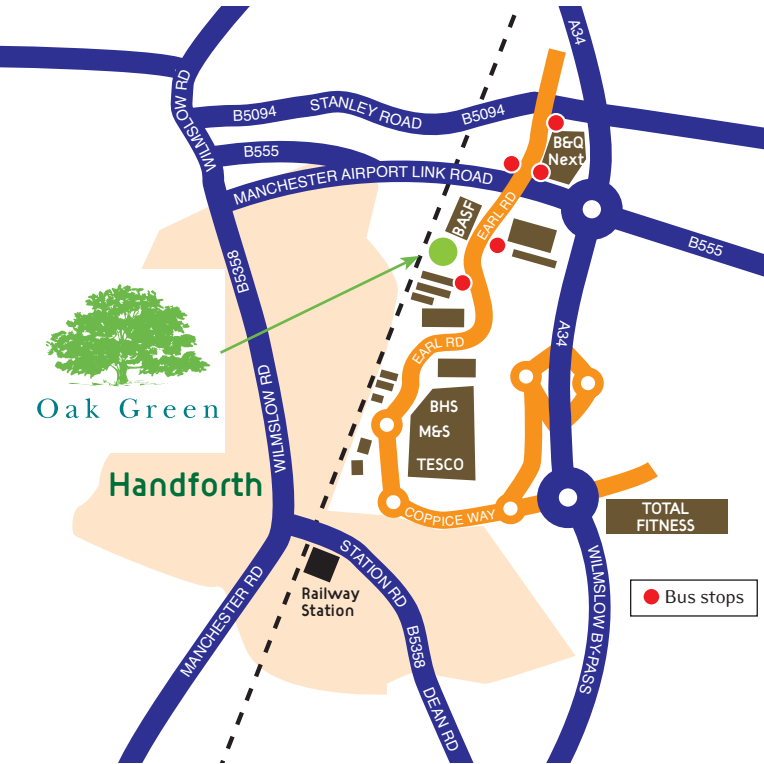 A34
WILMSLOW RD
B5094
STANLEY ROAD
B5094
B&Q
Next
B555
MANCHESTER AIRPORT LINK ROAD
BASF
EARL RD
B555
B5358
A34
EARL RD
Oak Green
WILMSLOW RD
BHS
M&S
TESCO
Handforth
COPPICE WAY
TOTAL
FITNESS
STATION RD
Railway
Station
MANCHESTER RD
B5358
WILMSLOW BY-PASS
Bus stops
DEAN RD